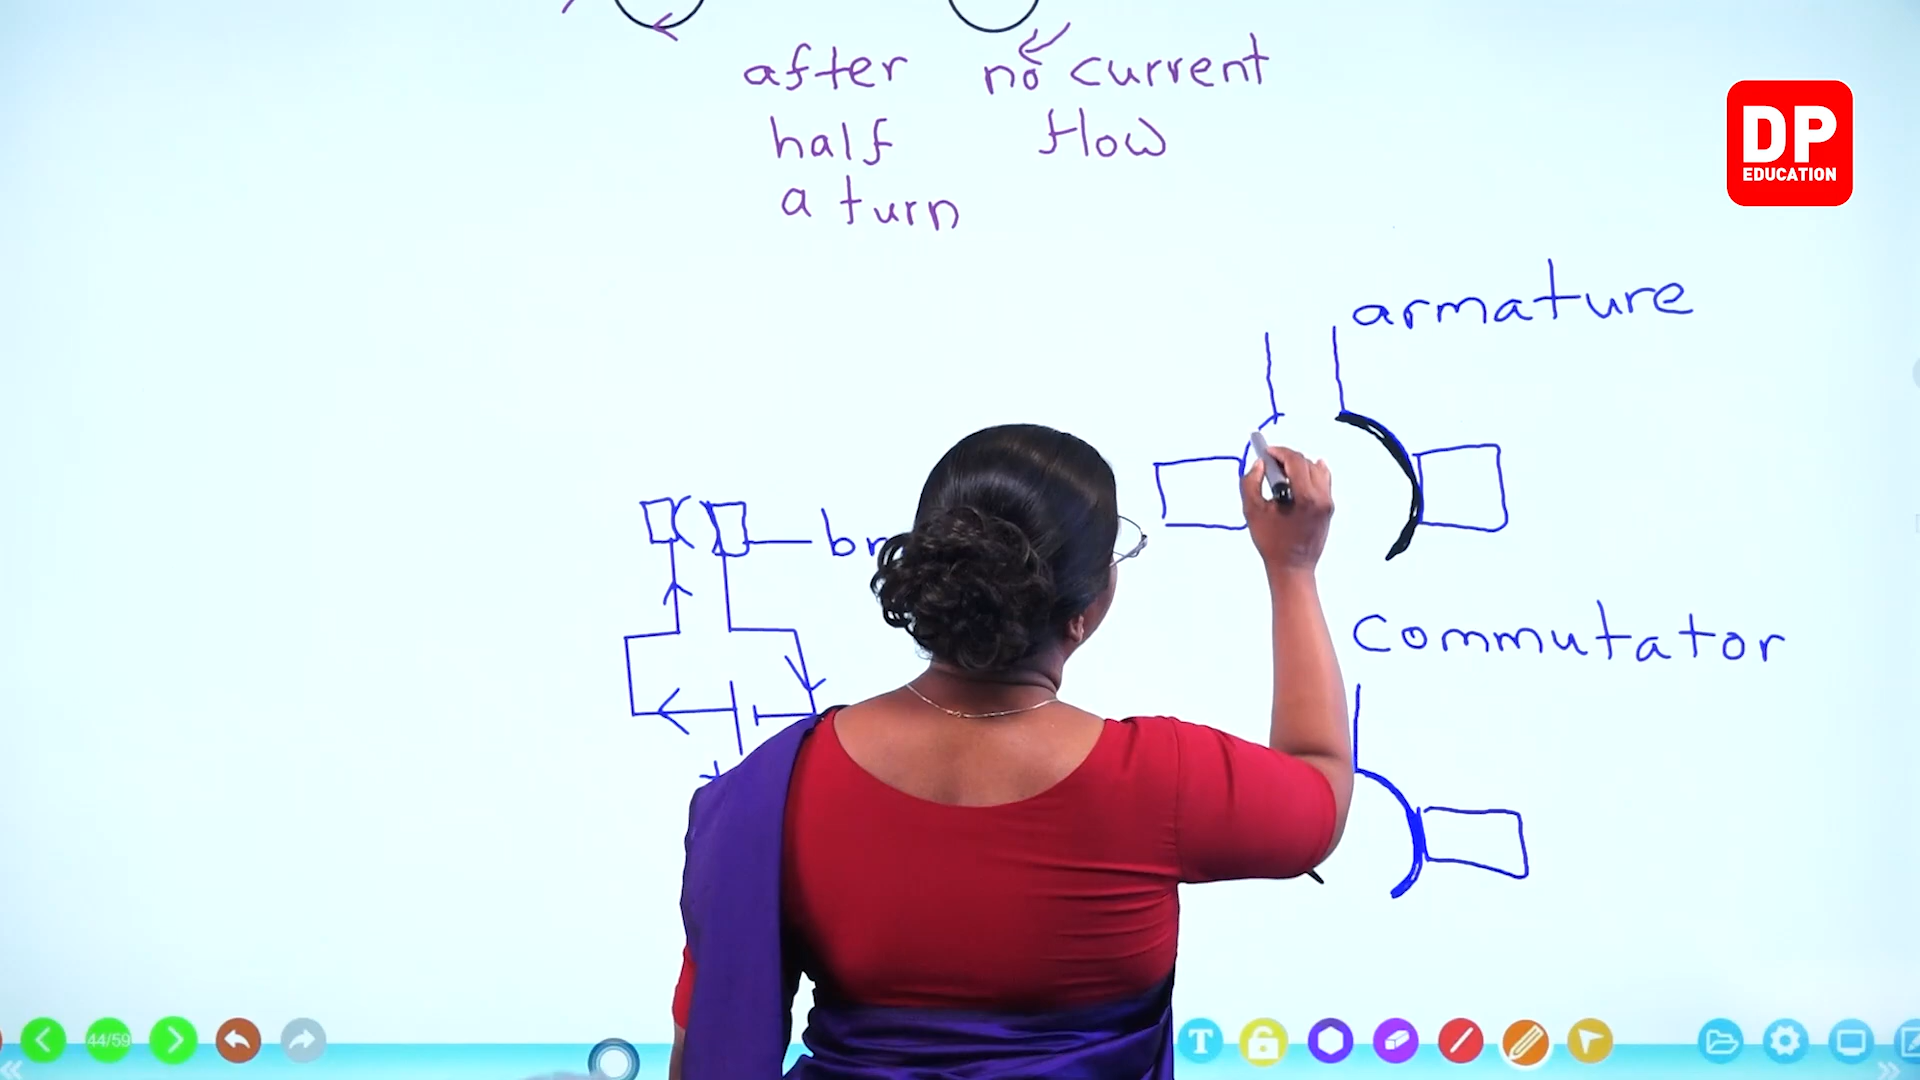 after no current
half flow
a turn
DP
EDUCATION
armature
commutator
44/59
T